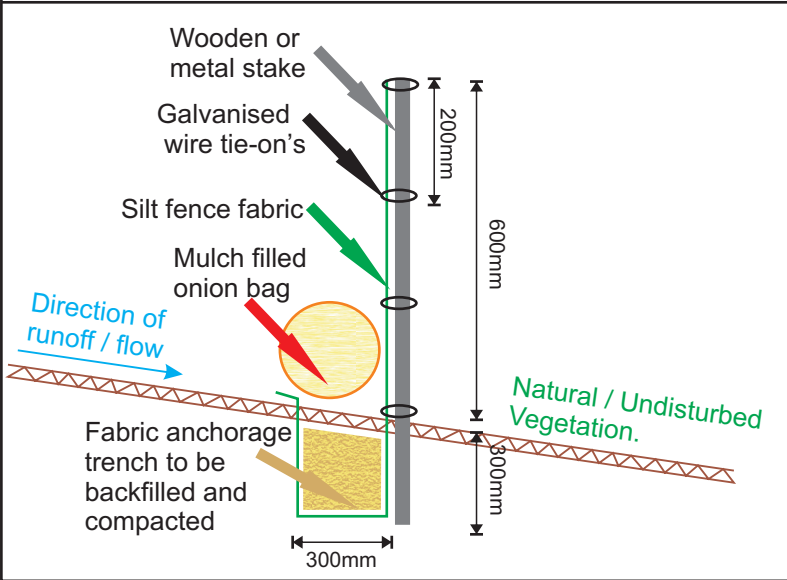 Wooden or
metal stake
Galvanised
wire tie-on's
Silt fence fabric
Mulch filled
onion bag
Direction of
runoff / flow
Fabric anchorage
trench to be
backfilled and
compacted
300mm
200mm
600mm
300mm
Natural / Undisturbed
Vegetation.